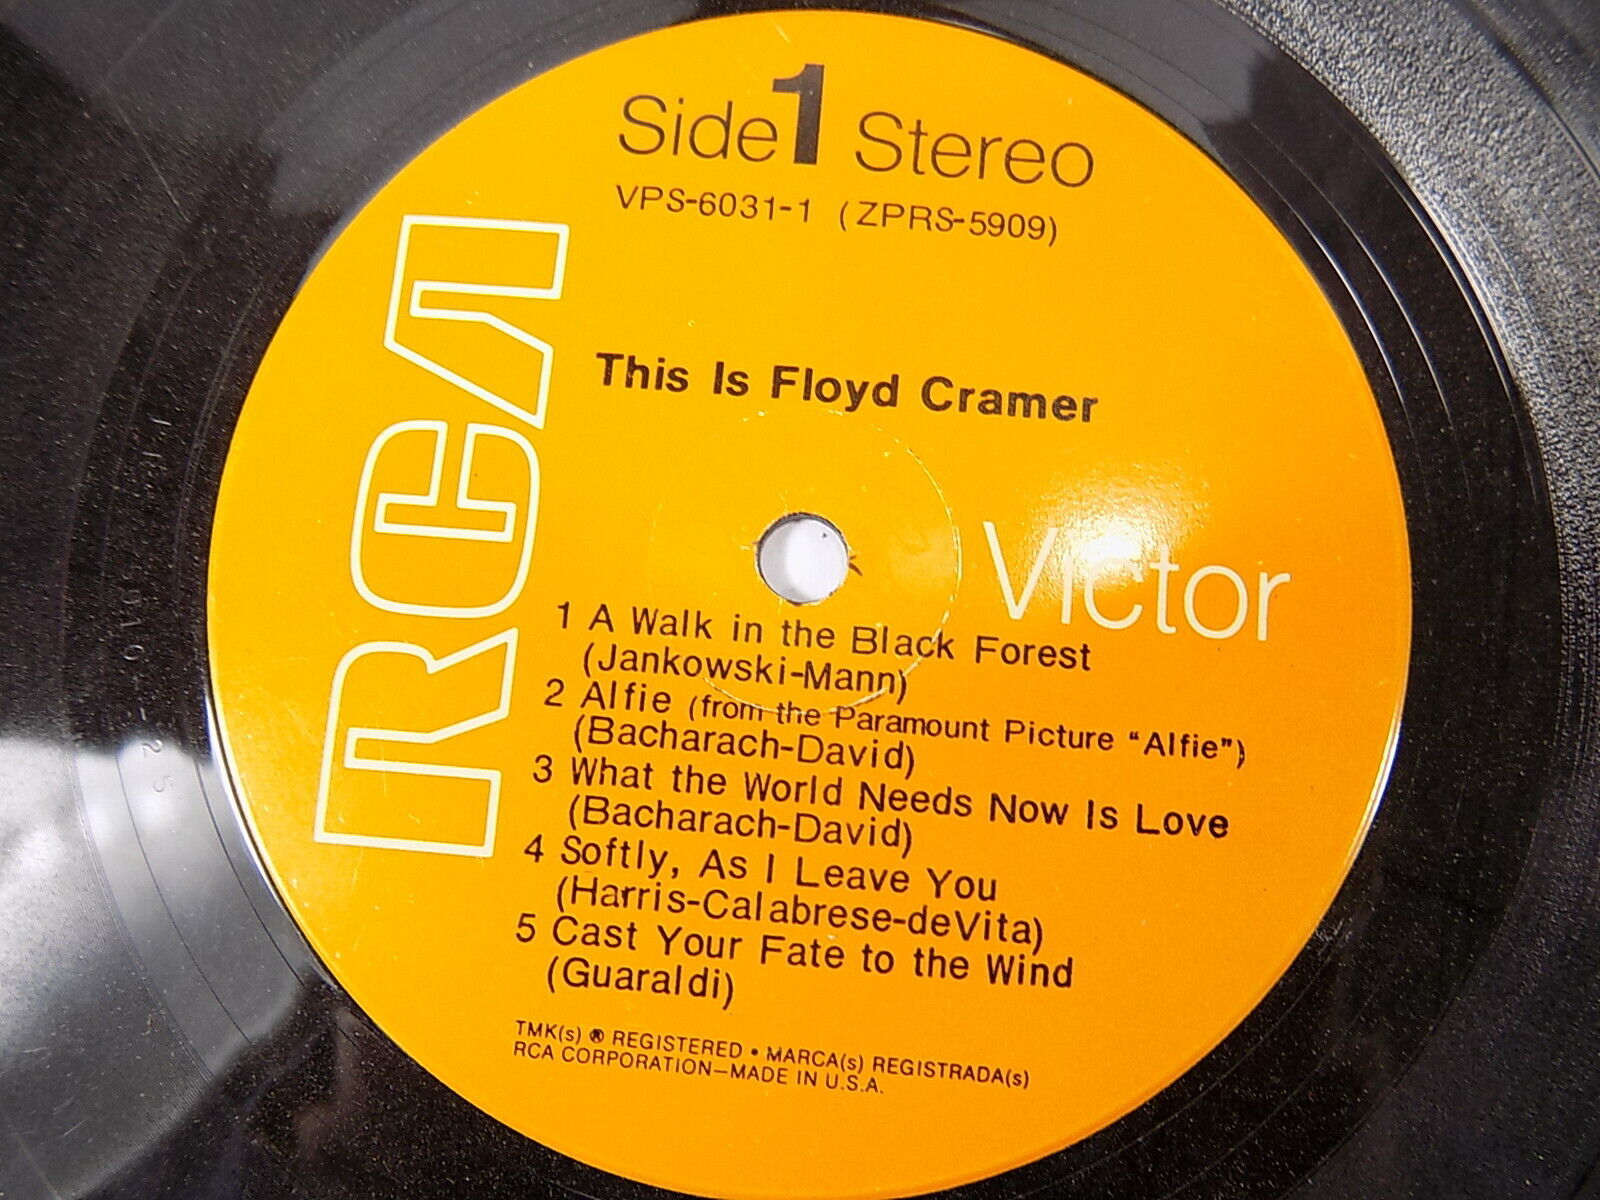 Side 1 Stereo
VPS-6031-1 (ZPRS-5909)
RCA
This Is Floyd Cramer
Victor
1 A Walk in the Black Forest
(Jankowski-Mann)
2 Alfie (from the Paramount Picture "Alfie")
(Bacharach-David)
3 What the World Needs Now Is Love
(Bacharach-David)
4 Softly, As I Leave You
(Harris-Calabrese-deVita)
5 Cast Your Fate to the Wind
(Guaraldi)
TMK(s) ® REGISTERED • MARCA(s) REGISTRADA(s)
RCA CORPORATION—MADE IN U.S.A.